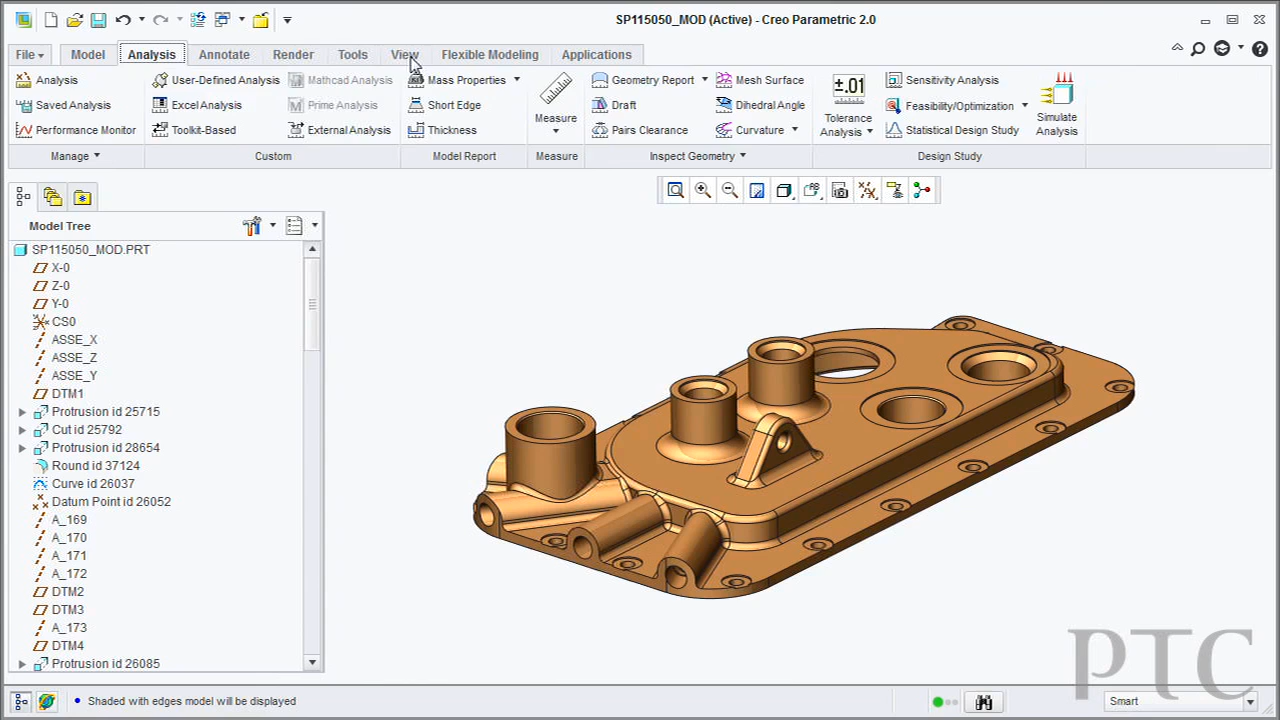 SP115050_MOD (Active) - Creo Parametric 2.0
File Model Analysis Annotate Render Tools View Flexible Modeling Applications
Analysis User-Defined Analysis Mathcad Analysis Mass Properties Geometry Report Mesh Surface Sensitivity Analysis
Saved Analysis Excel Analysis Prime Analysis Short Edge Draft Dihedral Angle Feasibility/Optimization
Performance Monitor Toolkit-Based External Analysis Thickness Pairs Clearance Curvature Statistical Design Study
Measure
±.01
Tolerance
Analysis
Simulate
Analysis
Manage Custom Model Report Measure Inspect Geometry Design Study
Model Tree
SP115050_MOD.PRT
X-0
Z-0
Y-0
CS0
ASSE_X
ASSE_Z
ASSE_Y
DTM1
Protrusion id 25715
Cut id 25792
Protrusion id 28654
Round id 37124
Curve id 26037
Datum Point id 26052
A_169
A_170
A_171
A_172
DTM2
DTM3
A_173
DTM4
Protrusion id 26085
PTC
Shaded with edges model will be displayed
Smart